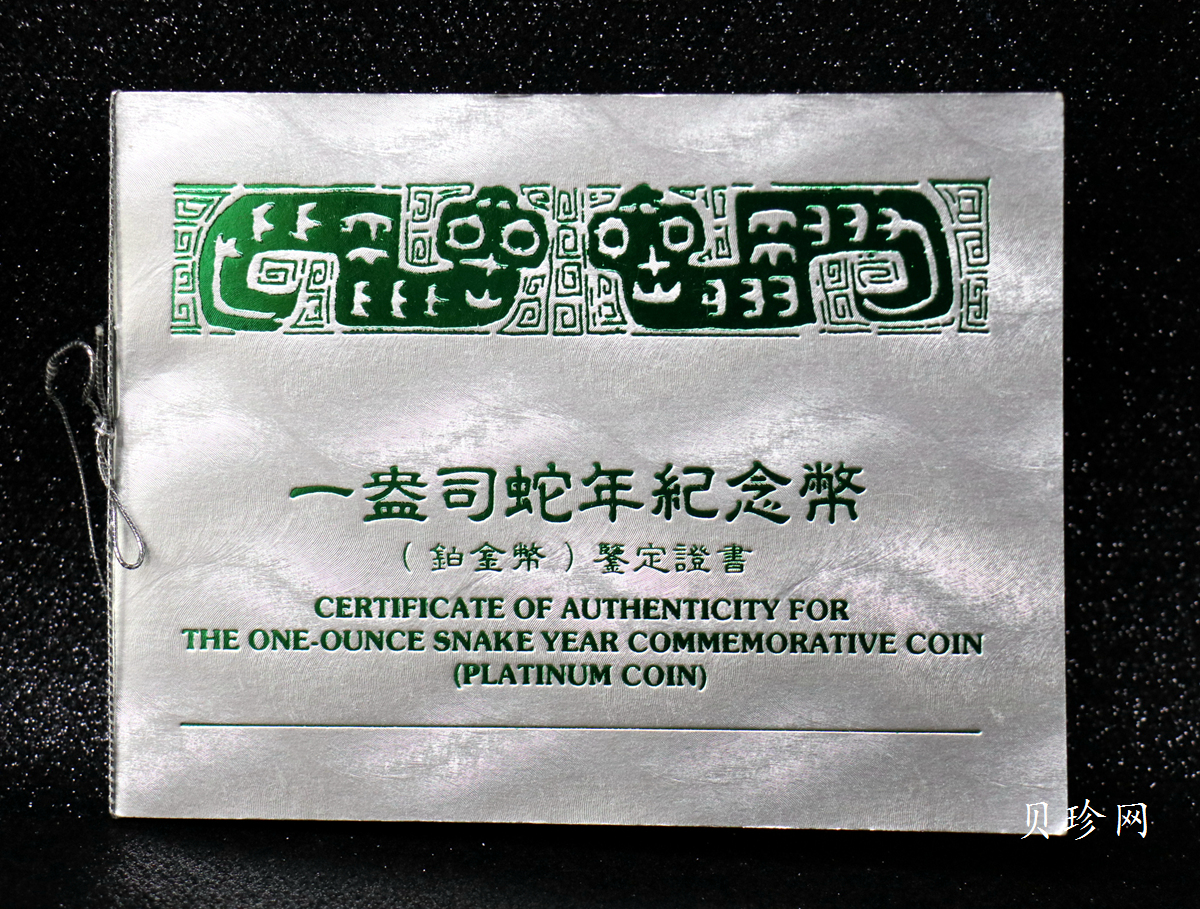 一盎司蛇年紀念幣
（鉑金幣）鑒定證書
CERTIFICATE OF AUTHENTICITY FOR
THE ONE-OUNCE SNAKE YEAR COMMEMORATIVE COIN
(PLATINUM COIN)
贝珍网